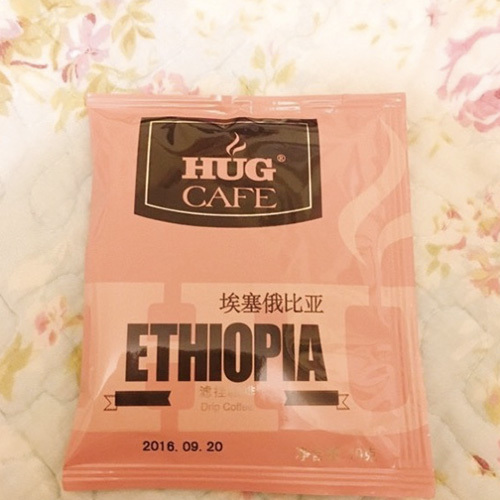 HUG®
CAFE
埃塞俄比亚
ETHIOPIA
Drip Coffee
2016.09.20